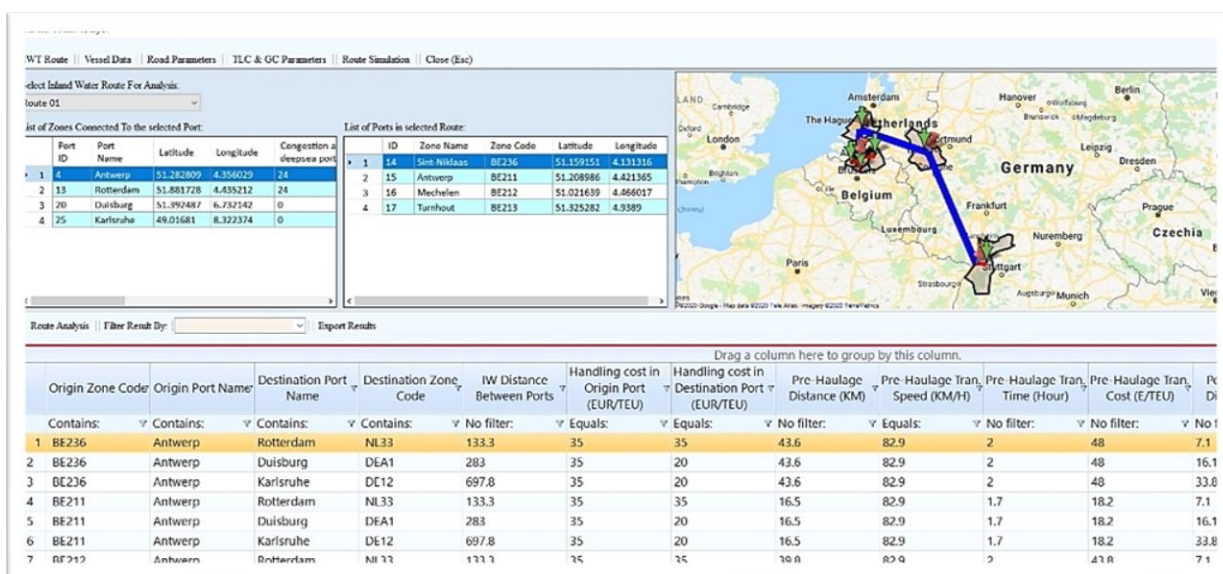 WT Route || Vessel Data || Road Parameters || TLC & GC Parameters || Route Simulation || Close (Esc)
elect Inland Water Route For Analysis:
oute 01
ist of Zones Connected To the selected Port:
Port ID Port Name Latitude Longitude Congestion a deepsea port
1 4 Antwerp 51.282809 4.356029 24
2 13 Rotterdam 51.881728 4.435212 24
3 20 Duisburg 51.392487 6.732142 0
4 25 Karlsruhe 49.01681 8.322374 0
List of Ports in selected Route:
ID Zone Name Zone Code Latitude Longitude
1 14 Sint-Niklaas BE236 51.159151 4.131316
2 15 Antwerp BE211 51.208986 4.421365
3 16 Mechelen BE212 51.021639 4.466017
4 17 Turnhout BE213 51.325282 4.9389
LAND Cambridge Amsterdam Hanover Wolfsburg Berlin
The Hague therlands Brunswick Magdeburg
Oxford London rtmund Leipzig
Brighton Germany Dresden
Belgium Frankfurt Prague
Luxembourg Nuremberg Czechia
Paris Stuttgart
Strasbourg Augsburg Munich
Route Analysis || Filter Result By: || Export Results
Drag a column here to group by this column.
Origin Zone Code Origin Port Name Destination Port Name Destination Zone Code IW Distance Between Ports Handling cost in Origin Port (EUR/TEU) Handling cost in Destination Port (EUR/TEU) Pre-Haulage Distance (KM) Pre-Haulage Tran. Speed (KM/H) Pre-Haulage Tran. Time (Hour) Pre-Haulage Tran. Cost (E/TEU)
Contains: Contains: Contains: Contains: No filter: Equals: Equals: No filter: Equals: No filter: No filter: No f
1 BE236 Antwerp Rotterdam NL33 133.3 35 35 43.6 82.9 2 48 7.1
2 BE236 Antwerp Duisburg DEA1 283 35 20 43.6 82.9 2 48 16.1
3 BE236 Antwerp Karlsruhe DE12 697.8 35 20 43.6 82.9 2 48 33.8
4 BE211 Antwerp Rotterdam NL33 133.3 35 35 16.5 82.9 1.7 18.2 7.1
5 BE211 Antwerp Duisburg DEA1 283 35 20 16.5 82.9 1.7 18.2 16.1
6 BE211 Antwerp Karlsruhe DE12 697.8 35 20 16.5 82.9 1.7 18.2 33.8
7 BE212 Antwerp Rotterdam NL33 133.3 35 35 39.8 82.9 2 43.8 7.1